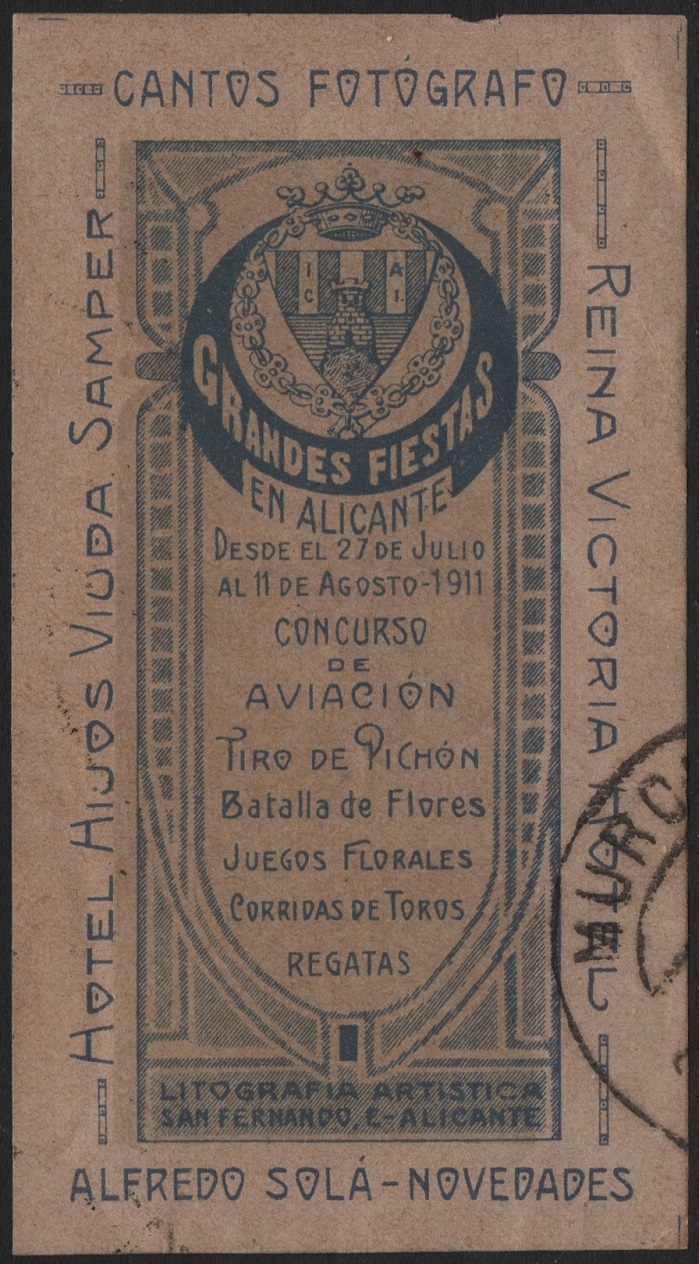 CANTOS FOTÓGRAFO
HOTEL HIJOS VIUDA SAMPER
REINA VICTORIA HOTEL
I A
C I.
GRANDES FIESTAS
EN ALICANTE
DESDE EL 27 DE JULIO
AL 11 DE AGOSTO-1911
CONCURSO
DE
AVIACIÓN
TIRO DE PICHÓN
Batalla de Flores
JUEGOS FLORALES
CORRIDAS DE TOROS
REGATAS
LITOGRAFIA ARTISTICA
SAN FERNANDO, E-ALICANTE
ALFREDO SOLÁ-NOVEDADES